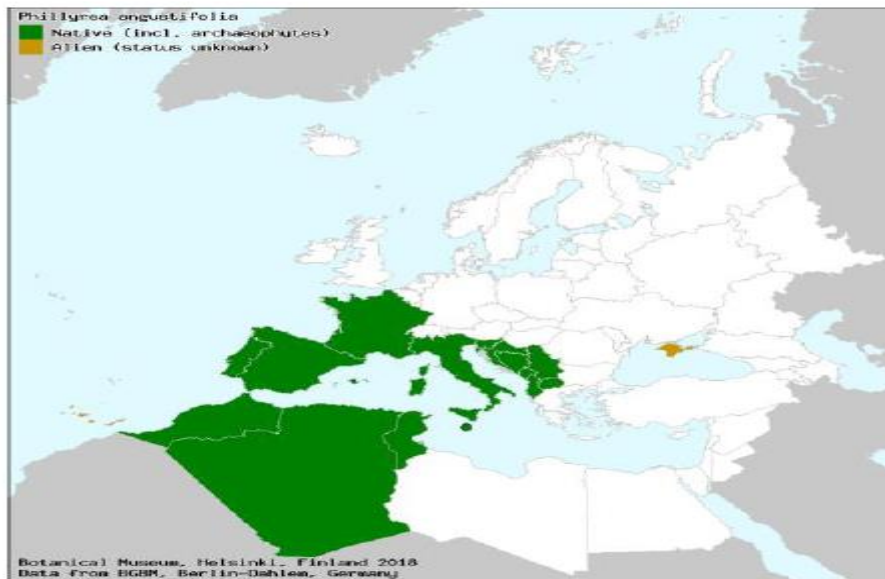 Phillyrea angustifolia
Native (incl. archaeophytes)
Alien (status unknown)
Botanical Museum, Helsinki, Finland 2018
Data from BGBM, Berlin-Dahlem, Germany